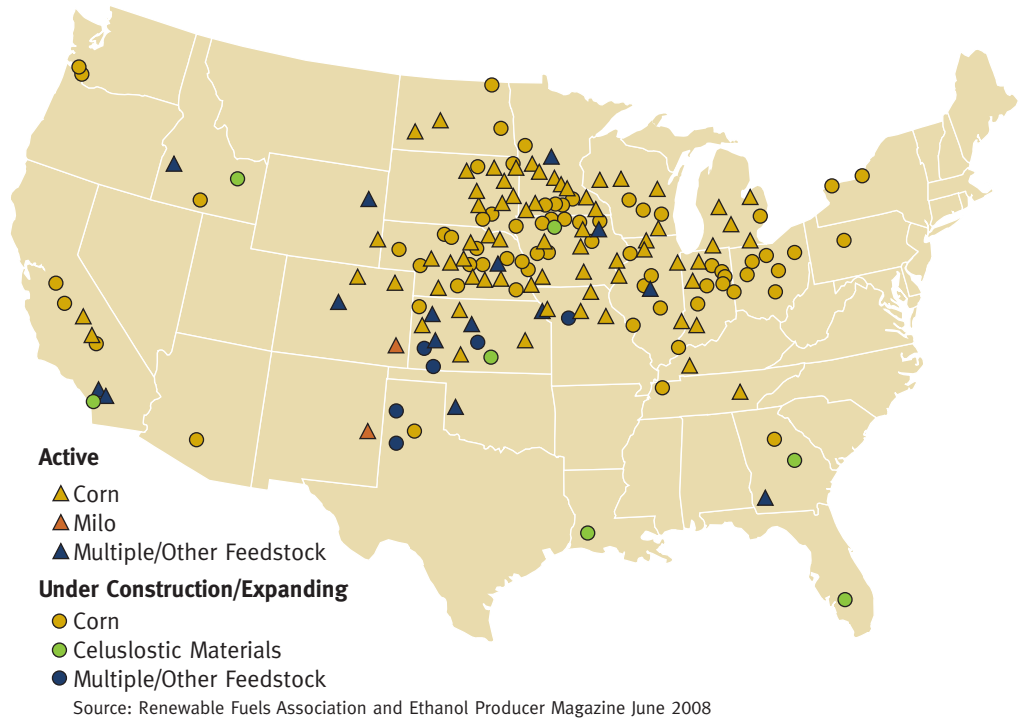 Active
Corn
Milo
Multiple/Other Feedstock
Under Construction/Expanding
Corn
Celuslostic Materials
Multiple/Other Feedstock
Source: Renewable Fuels Association and Ethanol Producer Magazine June 2008